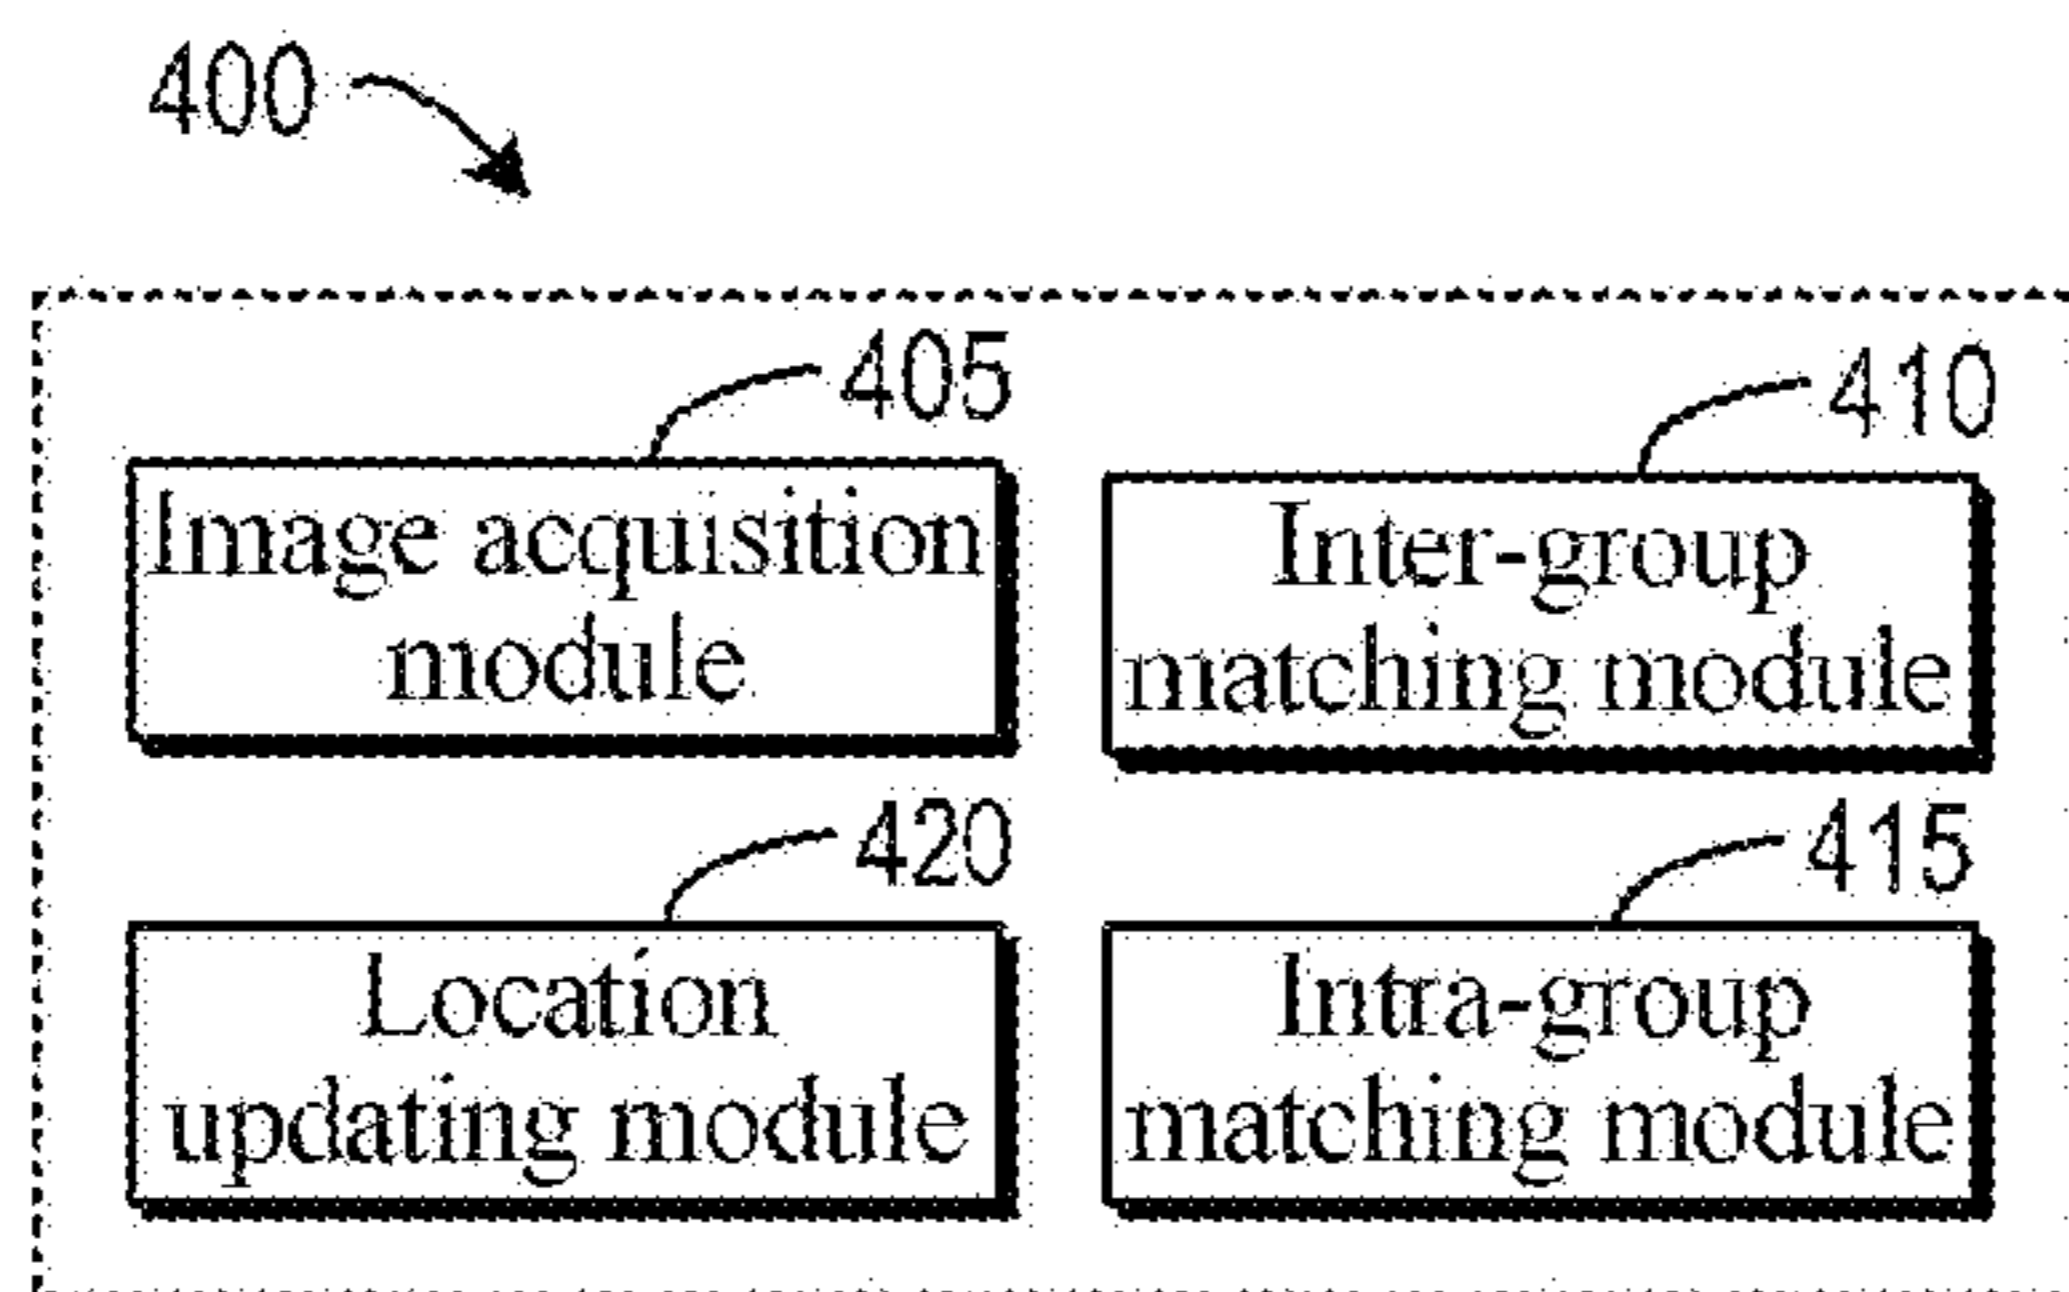 400
405
Image acquisition
module
410
Inter-group
matching module
420
Location
updating module
415
Intra-group
matching module